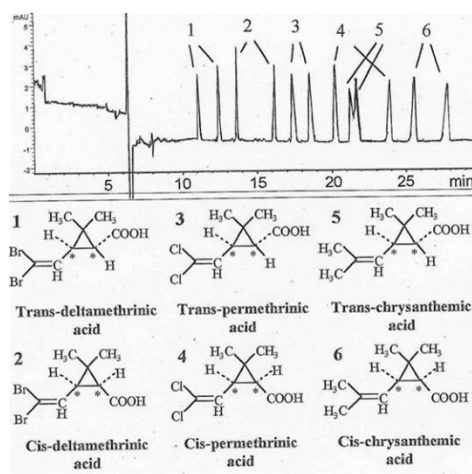 mAU
5
4
3
2
1
0
-1
-2
1 2 3 4 5 6
5 10 15 20 25 min
1 3 5
H₃C CH₃ H₃C CH₃ H₃C CH₃
H COOH H COOH H COOH
Br Cl H₃C
* * * * * *
Br H H Cl H H H₃C H H
Trans-deltamethrinic Trans-permethrinic Trans-chrysanthemic
acid acid acid
2 4 6
H₃C CH₃ H₃C CH₃ H₃C CH₃
H H H H H H
Br Cl H₃C
* * * * * *
Br H COOH Cl H COOH H₃C H COOH
Cis-deltamethrinic Cis-permethrinic Cis-chrysanthemic
acid acid acid